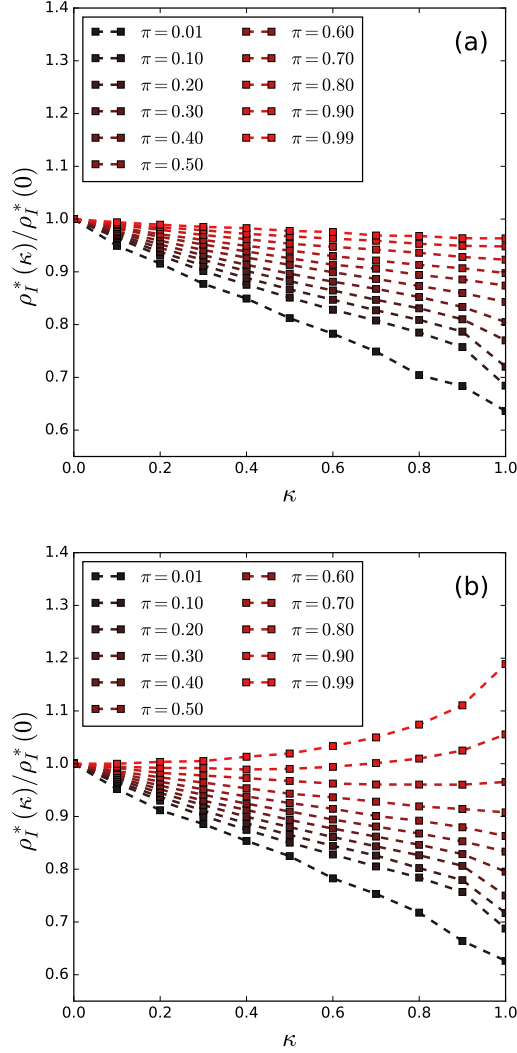 1.4
1.3
1.2
1.1
1.0
0.9
0.8
0.7
0.6
ρ*I(κ)/ρ*I(0)
(a)
π = 0.01
π = 0.10
π = 0.20
π = 0.30
π = 0.40
π = 0.50
π = 0.60
π = 0.70
π = 0.80
π = 0.90
π = 0.99
0.0 0.2 0.4 0.6 0.8 1.0
κ
1.4
1.3
1.2
1.1
1.0
0.9
0.8
0.7
0.6
ρ*I(κ)/ρ*I(0)
(b)
π = 0.01
π = 0.10
π = 0.20
π = 0.30
π = 0.40
π = 0.50
π = 0.60
π = 0.70
π = 0.80
π = 0.90
π = 0.99
0.0 0.2 0.4 0.6 0.8 1.0
κ